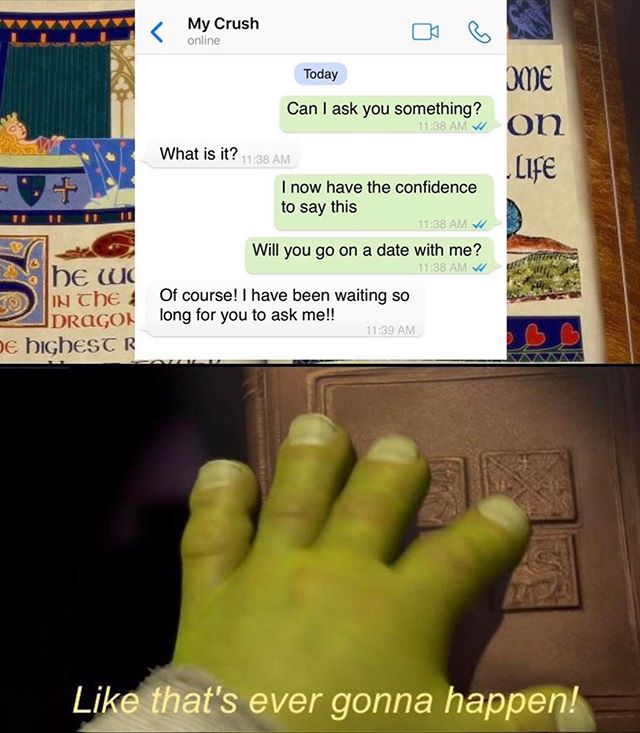 My Crush
online
Today
Can I ask you something?
11:38 AM
What is it? 11:38 AM
I now have the confidence
to say this
11:38 AM
Will you go on a date with me?
11:38 AM
Of course! I have been waiting so
long for you to ask me!!
11:39 AM
OME
on
LIFE
he
IN The
DRAGON
highest
Like that's ever gonna happen!